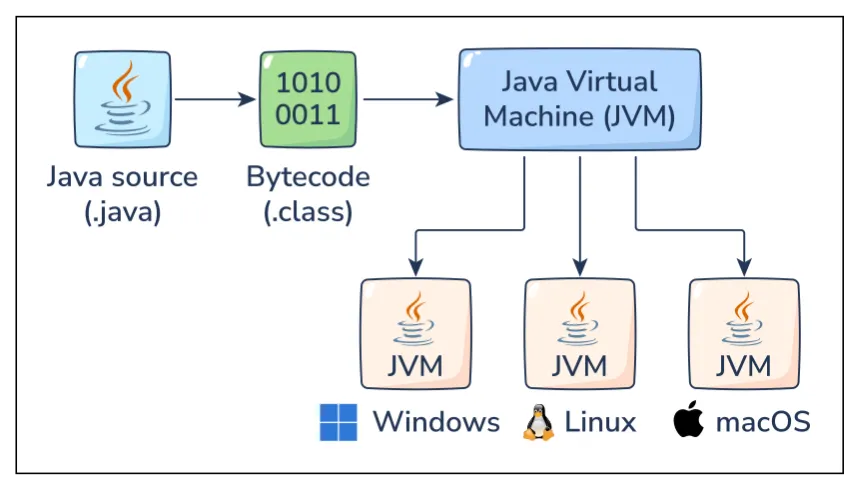 1010
0011
Java Virtual
Machine (JVM)
Java source
(.java)
Bytecode
(.class)
JVM
JVM
JVM
Windows
Linux
macOS